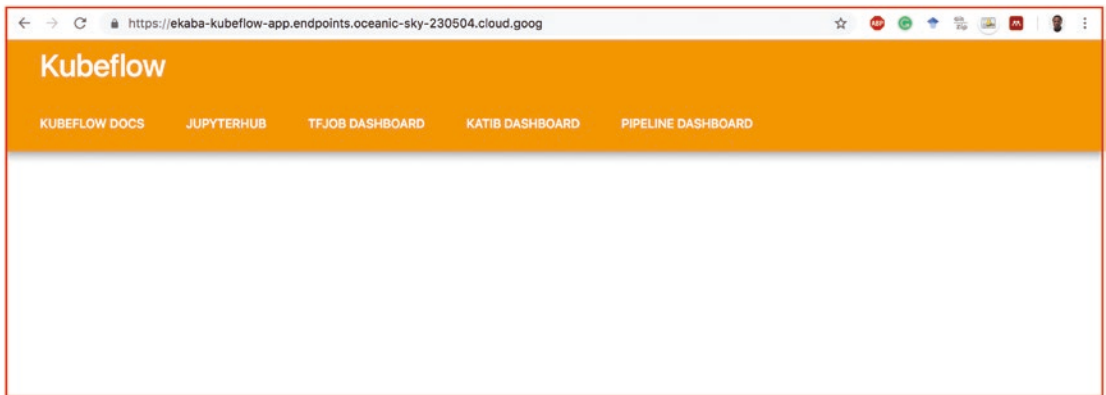 https://ekaba-kubeflow-app.endpoints.oceanic-sky-230504.cloud.goog ABP
Kubeflow
KUBEFLOW DOCS JUPYTERHUB TFJOB DASHBOARD KATIB DASHBOARD PIPELINE DASHBOARD